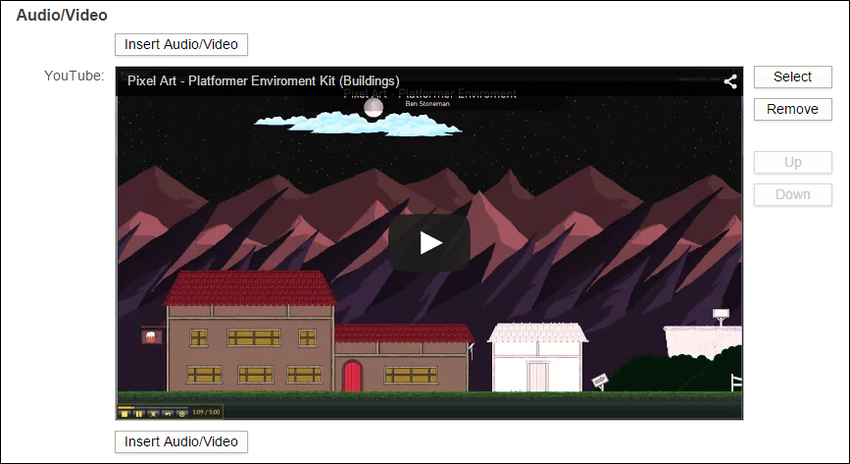 Audio/Video
Insert Audio/Video
YouTube:
Pixel Art - Platformer Enviroment Kit (Buildings)
Pixel Art - Platformer Enviroment
Ben Stoneman
Select
Remove
Up
Down
1:09 / 5:00
Insert Audio/Video